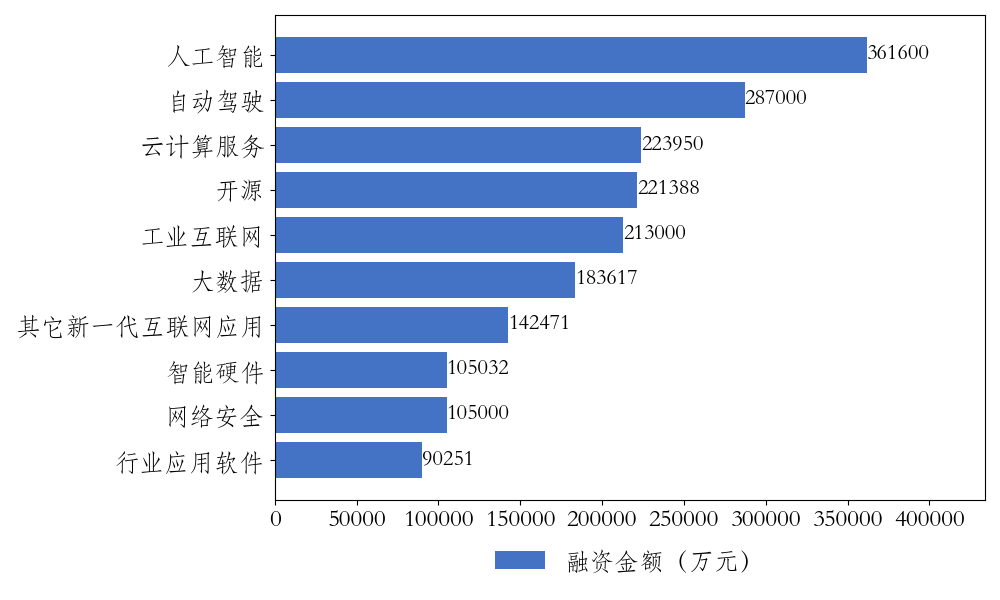 人工智能 361600
自动驾驶 287000
云计算服务 223950
开源 221388
工业互联网 213000
大数据 183617
其它新一代互联网应用 142471
智能硬件 105032
网络安全 105000
行业应用软件 90251
0 50000 100000 150000 200000 250000 300000 350000 400000
融资金额（万元）